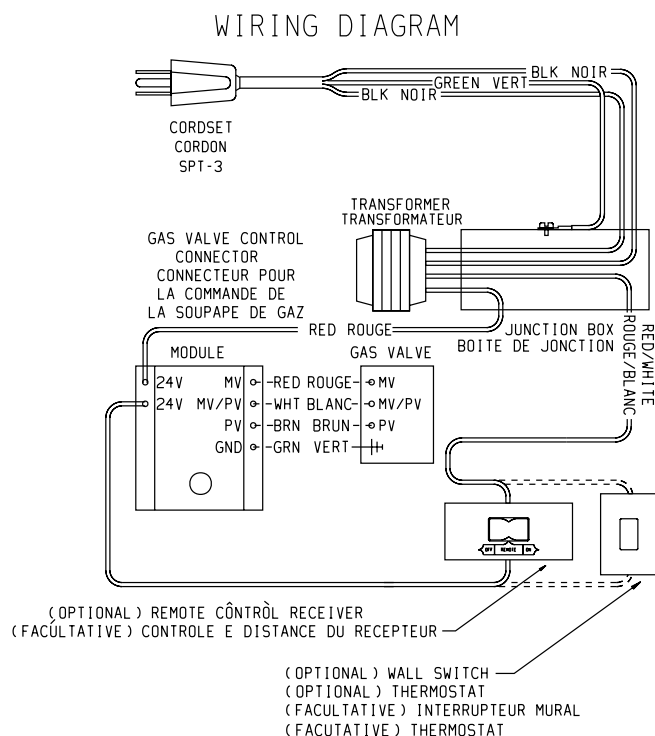 WIRING DIAGRAM
BLK NOIR
GREEN VERT
BLK NOIR
CORDSET
CORDON
SPT-3
TRANSFORMER
TRANSFORMATEUR
GAS VALVE CONTROL
CONNECTOR
CONNECTEUR POUR
LA COMMANDE DE
LA SOUPAPE DE GAZ
RED ROUGE
JUNCTION BOX
BOITE DE JONCTION
RED/WHITE
ROUGE/BLANC
MODULE
GAS VALVE
24V MV RED ROUGE MV
24V MV/PV WHT BLANC MV/PV
PV BRN BRUN PV
GND GRN VERT
OFF REMOTE ON
(OPTIONAL) REMOTE CÔNTRÒL RECEIVER
(FACÚLTATIVE) CONTROLE E DISTANCE DU RECEPTEUR
(OPTIONAL) WALL SWITCH
(OPTIONAL) THERMOSTAT
(FACULTATIVE) INTERRUPTEUR MURAL
(FACUTATIVE) THERMOSTAT